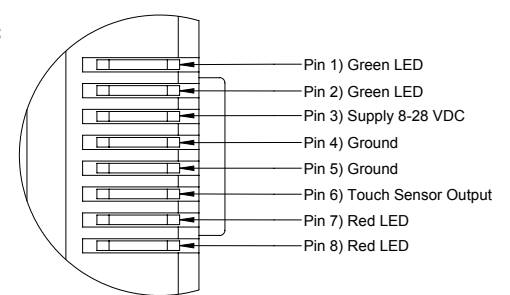 Pin 1) Green LED
Pin 2) Green LED
Pin 3) Supply 8-28 VDC
Pin 4) Ground
Pin 5) Ground
Pin 6) Touch Sensor Output
Pin 7) Red LED
Pin 8) Red LED